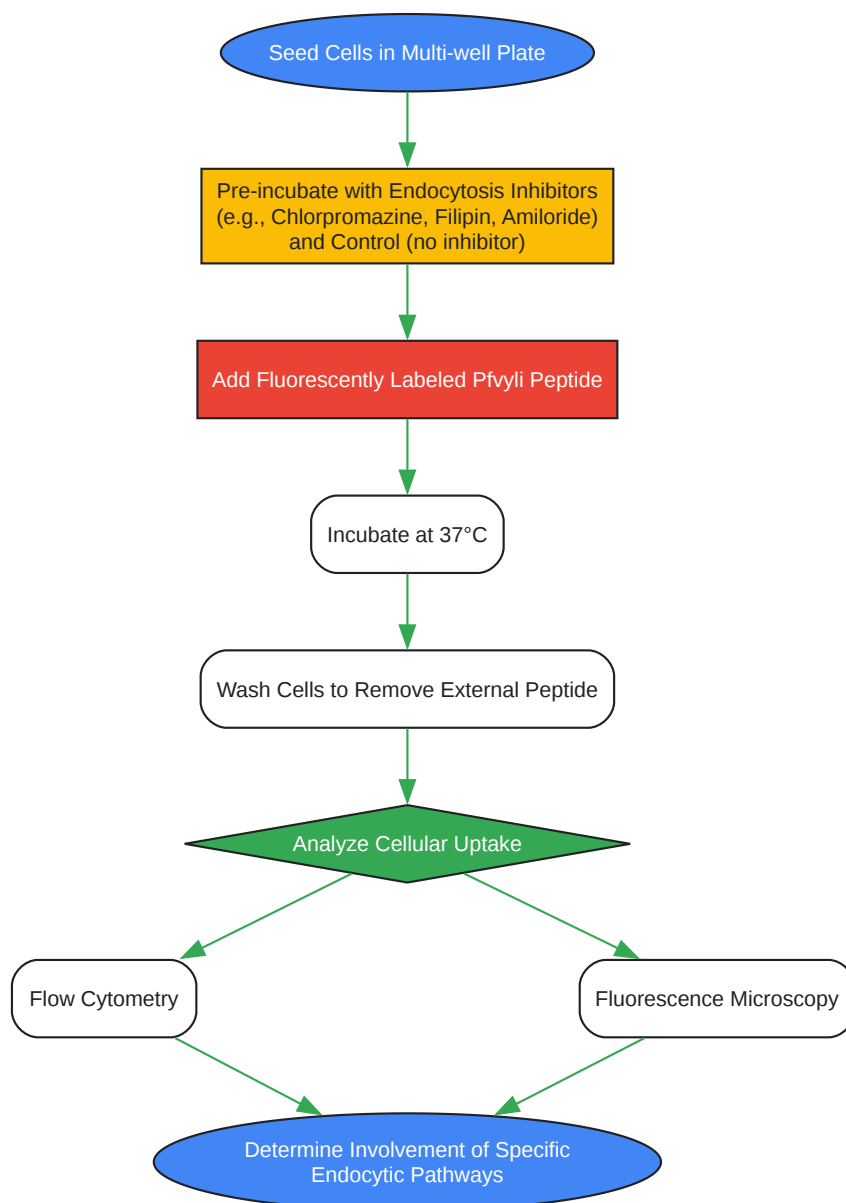 Seed Cells in Multi-well Plate
Pre-incubate with Endocytosis Inhibitors
(e.g., Chlorpromazine, Filipin, Amiloride)
and Control (no inhibitor)
Add Fluorescently Labeled Pfvyli Peptide
Incubate at 37°C
Wash Cells to Remove External Peptide
Analyze Cellular Uptake
Flow Cytometry
Fluorescence Microscopy
Determine Involvement of Specific
Endocytic Pathways